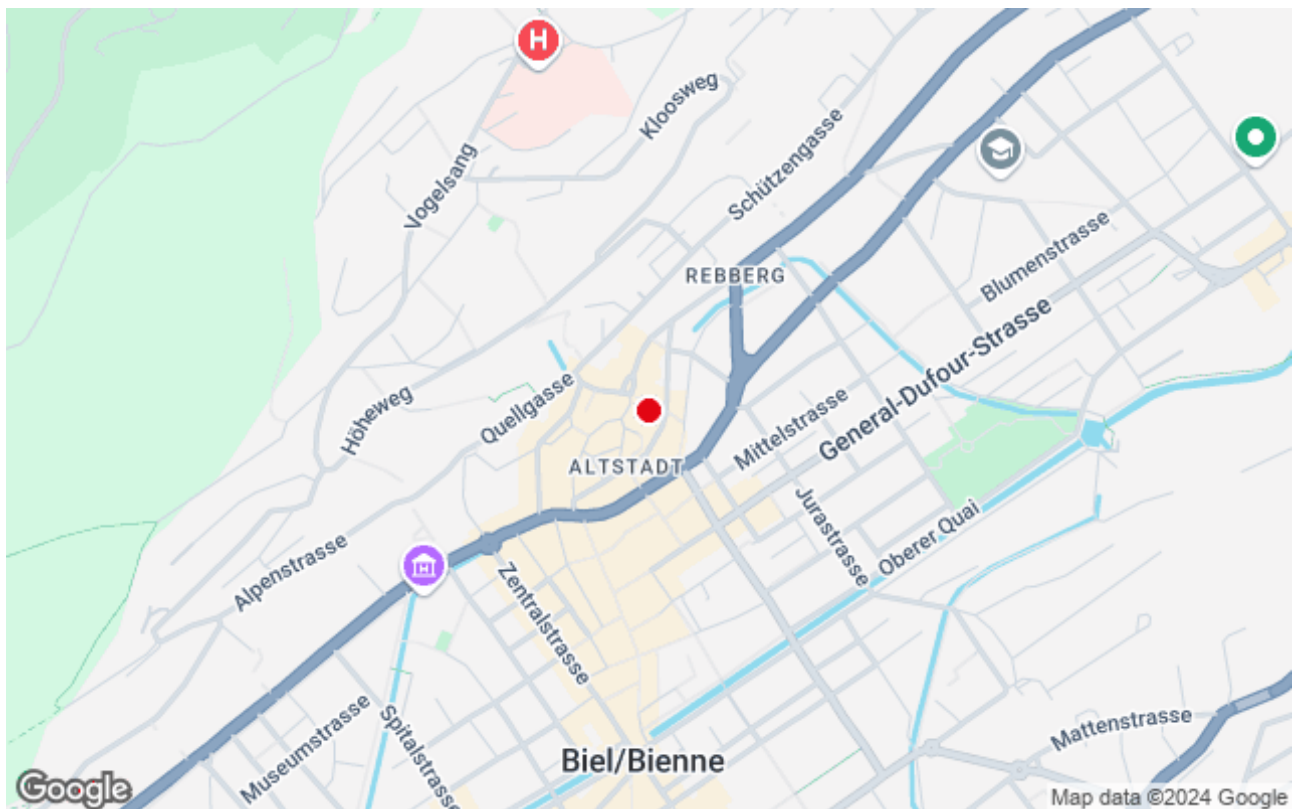 H
Kloosweg
Vogelsang
Schützengasse
REBBERG
Blumenstrasse
General-Dufour-Strasse
Höheweg
Quellgasse
Mittelstrasse
ALTSTADT
Jurastrasse
Oberer Quai
Alpenstrasse
Zentralstrasse
Museumstrasse
Spitalstrasse
Mattenstrasse
Biel/Bienne
Google
Map data ©2024 Google